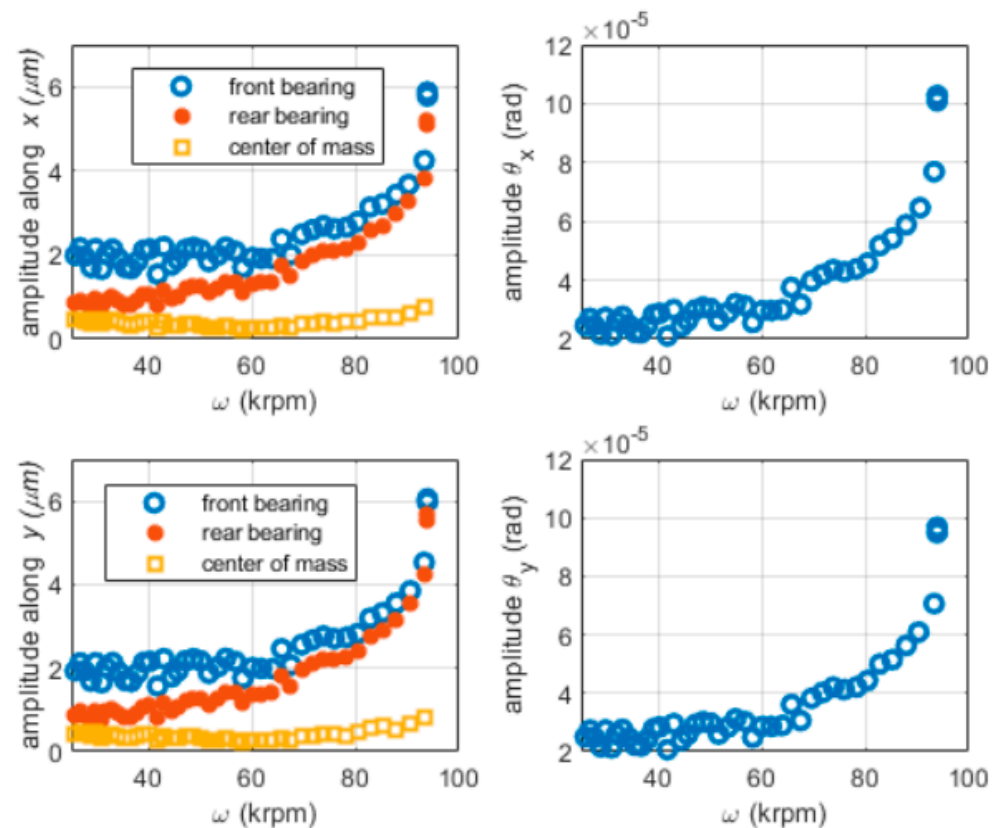 amplitude along x (μm)
6
4
2
0
front bearing
rear bearing
center of mass
40
60
80
100
ω (krpm)
×10-5
amplitude θx (rad)
12
10
8
6
4
2
40
60
80
100
ω (krpm)
amplitude along y (μm)
6
4
2
0
front bearing
rear bearing
center of mass
40
60
80
100
ω (krpm)
×10-5
amplitude θy (rad)
12
10
8
6
4
2
40
60
80
100
ω (krpm)